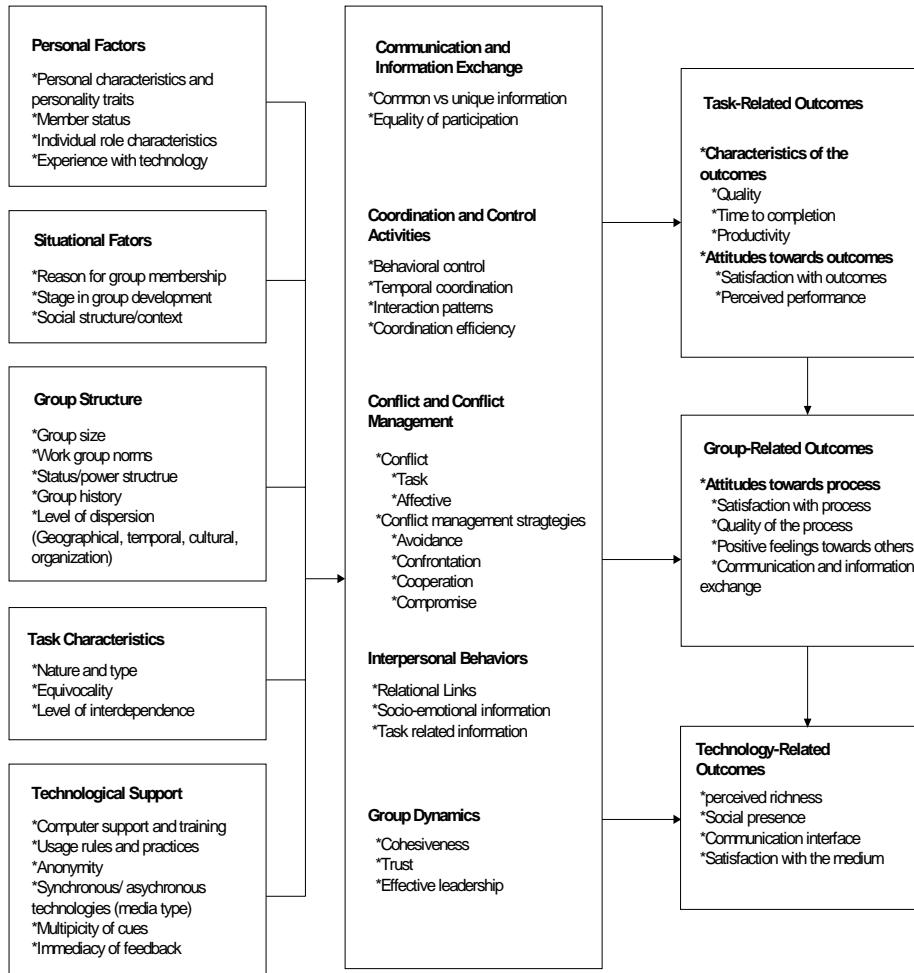 Personal Factors
*Personal characteristics and
personality traits
*Member status
*Individual role characteristics
*Experience with technology
Situational Fators
*Reason for group membership
*Stage in group development
*Social structure/context
Group Structure
*Group size
*Work group norms
*Status/power structrue
*Group history
*Level of dispersion
(Geographical, temporal, cultural,
organization)
Task Characteristics
*Nature and type
*Equivocality
*Level of interdependence
Technological Support
*Computer support and training
*Usage rules and practices
*Anonymity
*Synchronous/ asychronous
technologies (media type)
*Multipicity of cues
*Immediacy of feedback
Communication and
Information Exchange
*Common vs unique information
*Equality of participation
Coordination and Control
Activities
*Behavioral control
*Temporal coordination
*Interaction patterns
*Coordination efficiency
Conflict and Conflict
Management
*Conflict
*Task
*Affective
*Conflict management stragtegies
*Avoidance
*Confrontation
*Cooperation
*Compromise
Interpersonal Behaviors
*Relational Links
*Socio-emotional information
*Task related information
Group Dynamics
*Cohesiveness
*Trust
*Effective leadership
Task-Related Outcomes
*Characteristics of the
outcomes
*Quality
*Time to completion
*Productivity
*Attitudes towards outcomes
*Satisfaction with outcomes
*Perceived performance
Group-Related Outcomes
*Attitudes towards process
*Satisfaction with process
*Quality of the process
*Positive feelings towards others
*Communication and information
exchange
Technology-Related
Outcomes
*perceived richness
*Social presence
*Communication interface
*Satisfaction with the medium